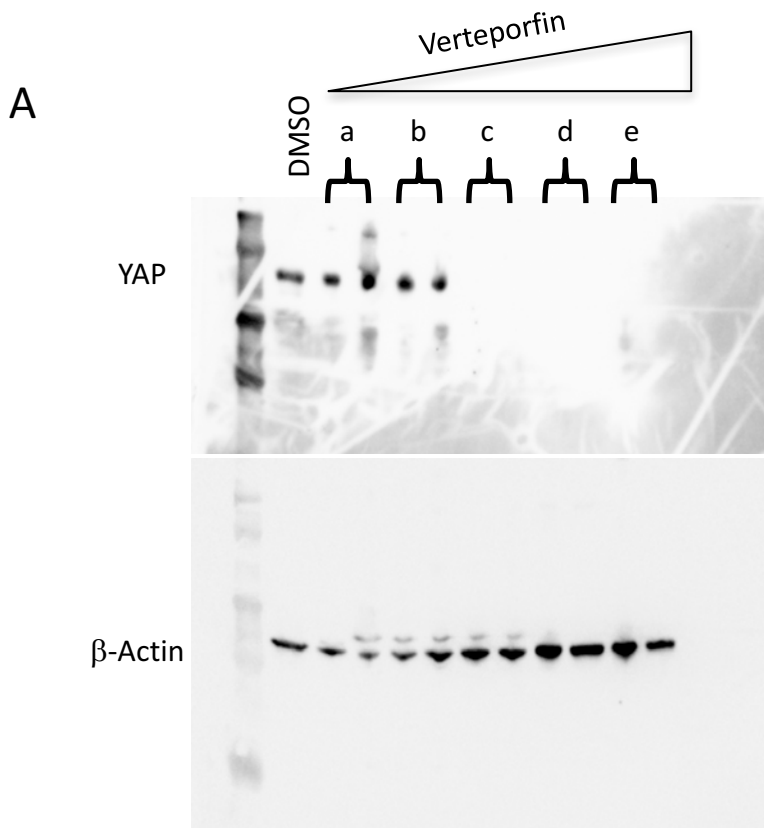 Verteporfin
A
DMSO
a b c d e
YAP
β-Actin